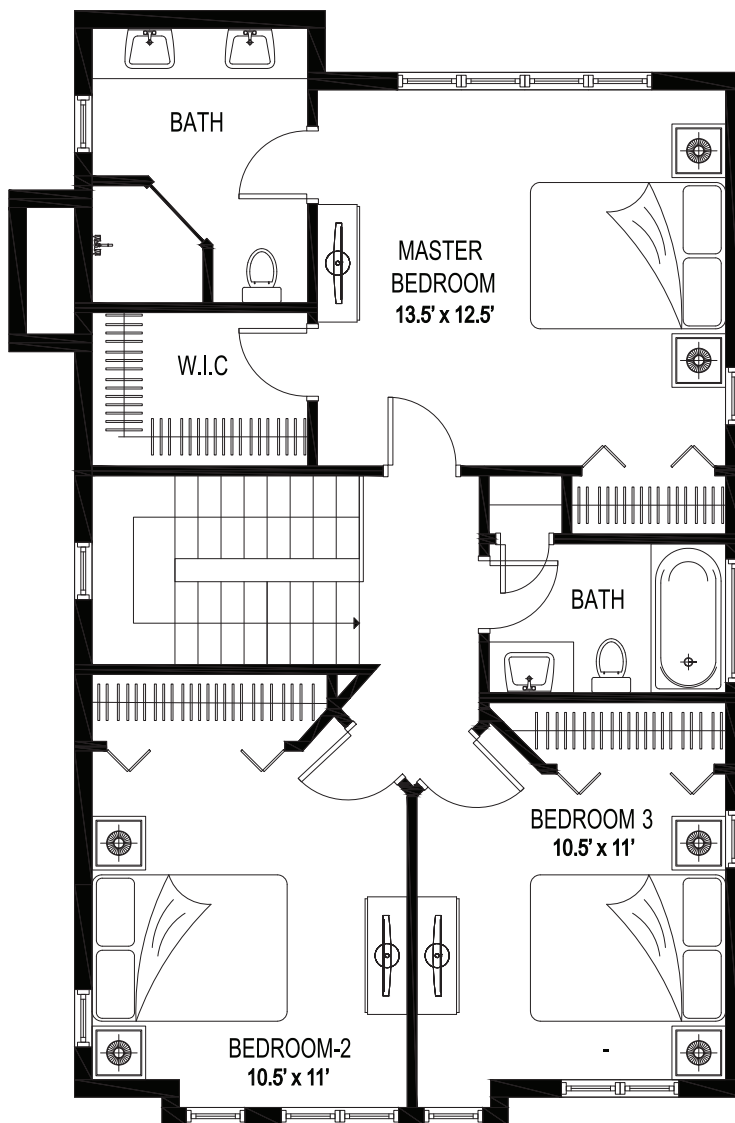 BATH
MASTER
BEDROOM
13.5' x 12.5'
W.I.C
BATH
BEDROOM 3
10.5' x 11'
BEDROOM-2
10.5' x 11'
-